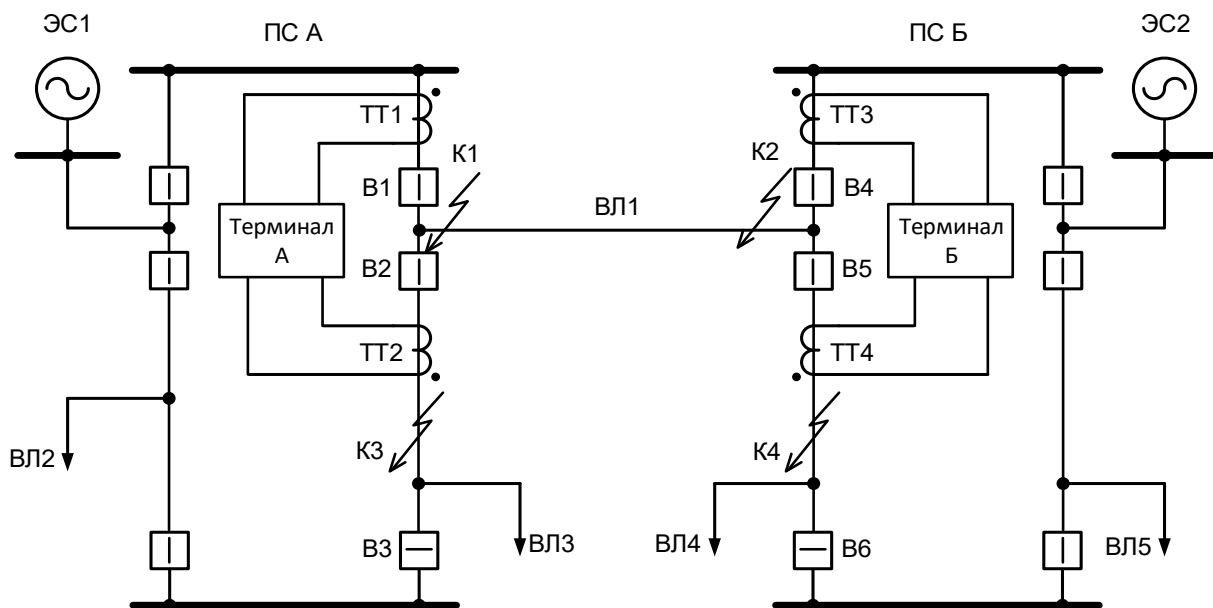 ЭС1
ПС А
ПС Б
ЭС2
ТТ1
ТТ3
К1
К2
В1
В4
ВЛ1
Терминал
А
Терминал
Б
В2
В5
ТТ2
ТТ4
К3
К4
ВЛ2
В3
ВЛ3
ВЛ4
В6
ВЛ5